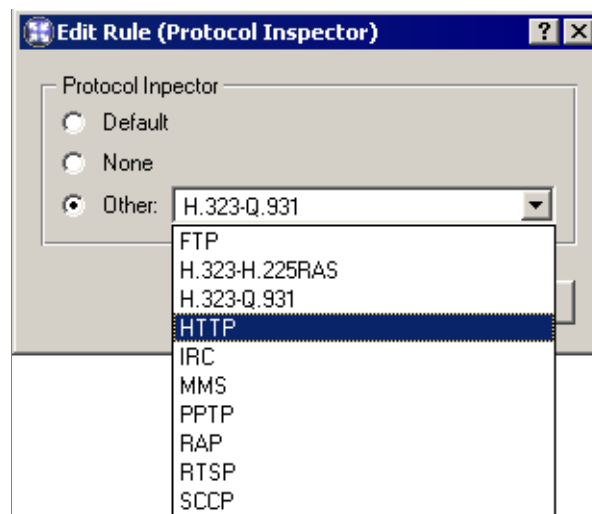 Edit Rule (Protocol Inspector)
Protocol Inpector
Default
None
Other: H.323-Q.931
FTP
H.323-H.225RAS
H.323-Q.931
HTTP
IRC
MMS
PPTP
RAP
RTSP
SCCP